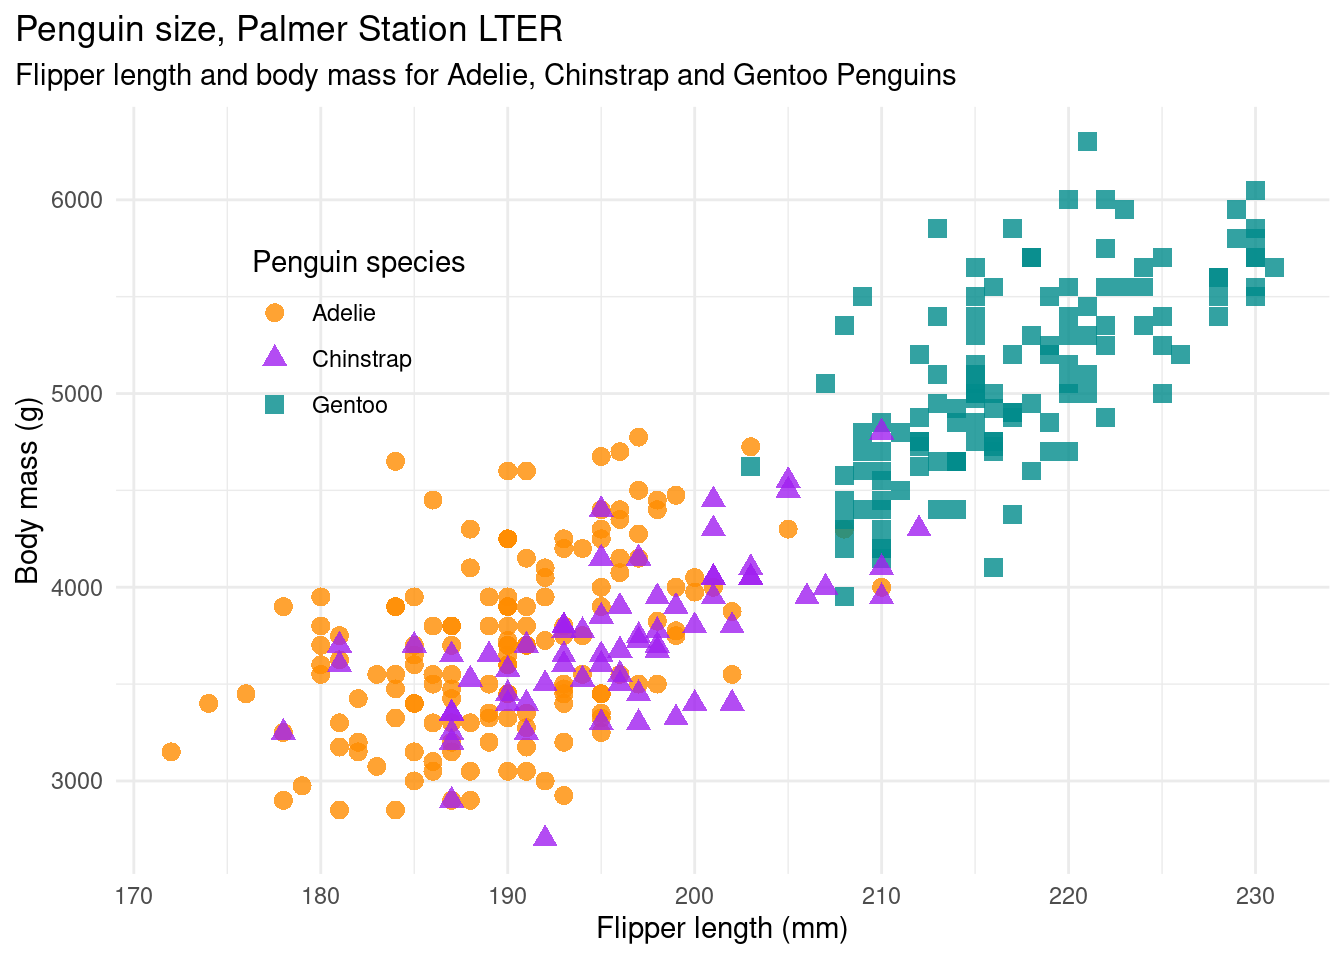 Penguin size, Palmer Station LTER
Flipper length and body mass for Adelie, Chinstrap and Gentoo Penguins
6000
5000
4000
3000
Body mass (g)
Penguin species
Adelie
Chinstrap
Gentoo
170 180 190 200 210 220 230
Flipper length (mm)